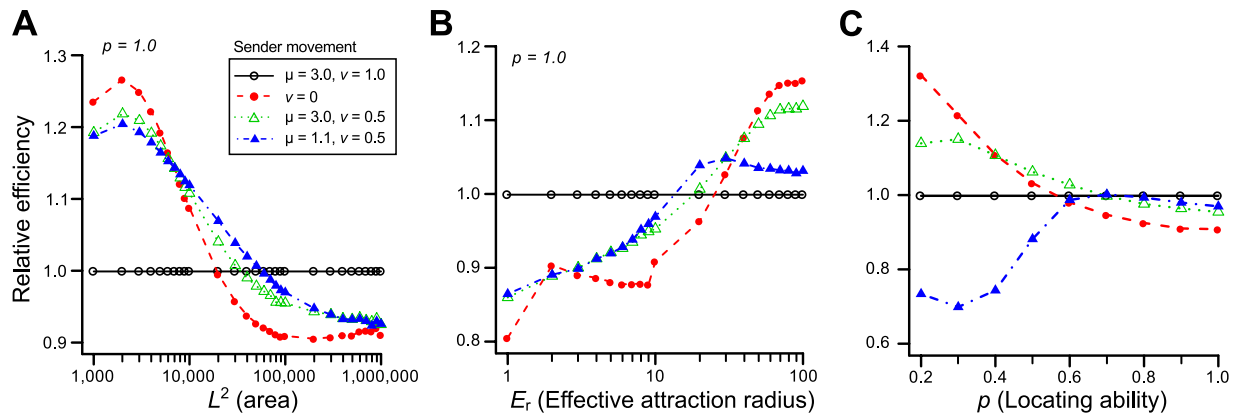 A
p = 1.0
Sender movement
μ = 3.0, v = 1.0
v = 0
μ = 3.0, v = 0.5
μ = 1.1, v = 0.5
Relative efficiency
1.3
1.2
1.1
1.0
0.9
1,000
10,000
100,000
1,000,000
L² (area)
B
p = 1.0
1.2
1.1
1.0
0.9
0.8
1
10
100
Er (Effective attraction radius)
C
1.4
1.2
1.0
0.8
0.6
0.2
0.4
0.6
0.8
1.0
p (Locating ability)